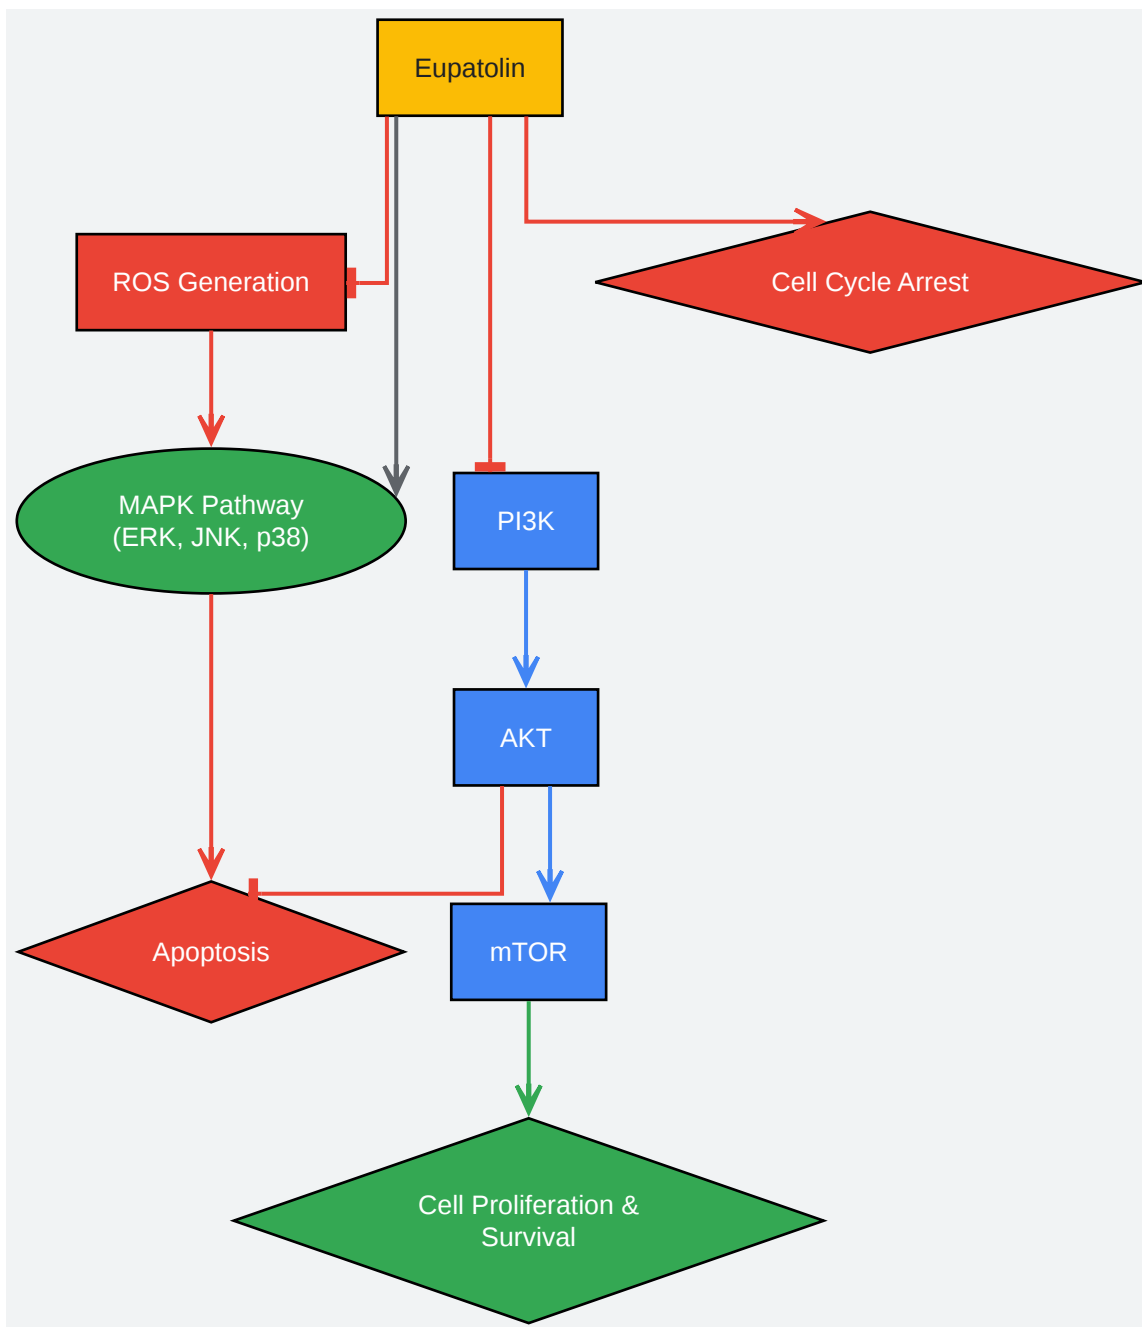 Eupatolin
ROS Generation
Cell Cycle Arrest
MAPK Pathway
(ERK, JNK, p38)
PI3K
AKT
Apoptosis
mTOR
Cell Proliferation &
Survival